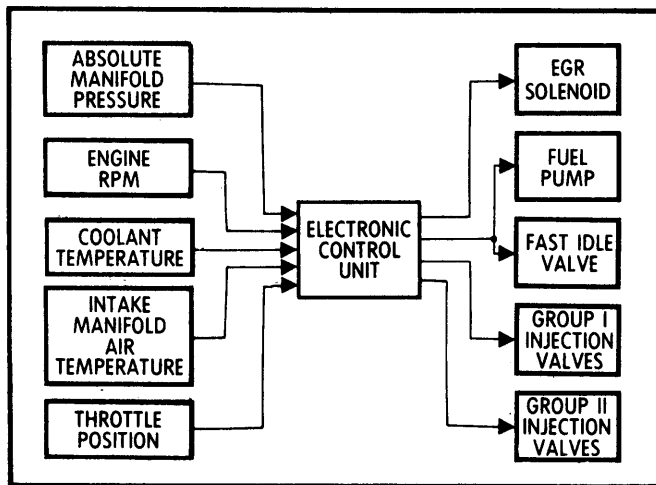 ABSOLUTE
MANIFOLD
PRESSURE
ENGINE
RPM
COOLANT
TEMPERATURE
INTAKE
MANIFOLD
AIR
TEMPERATURE
THROTTLE
POSITION
ELECTRONIC
CONTROL
UNIT
EGR
SOLENOID
FUEL
PUMP
FAST IDLE
VALVE
GROUP I
INJECTION
VALVES
GROUP II
INJECTION
VALVES